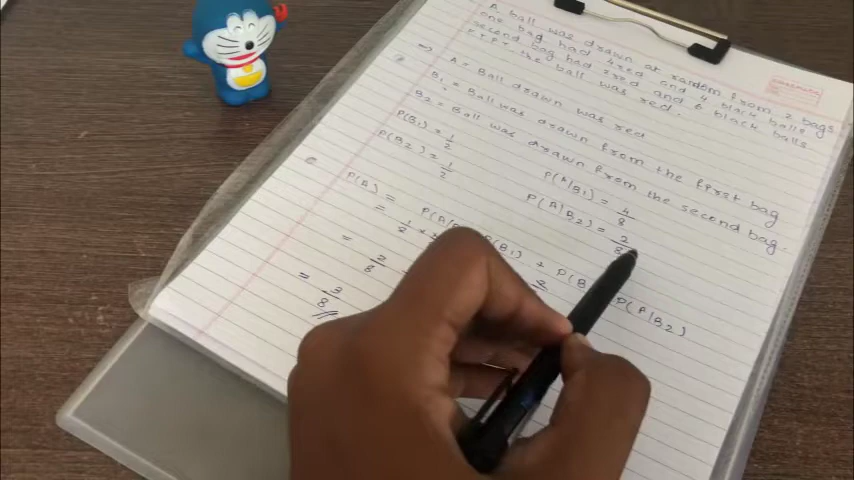 A ball was drawn at random from 2 bags
one bag had 4 red and 4 black balls
second bag had 2 red and 6 black balls
the ball was red.
⇒ A = Ball drawn was red
B₁ = Ball was drawn from the first bag
B₂ = Ball was drawn from the second bag.
P(B₁) = 1/2
P(A/B₁) = 4/8
P(B₂) = 1/2
P(A/B₂) = 2/8
P(A) = P(B₁) + P(A/B₂)
= 1/2 ×
= 2/8
= 3/8